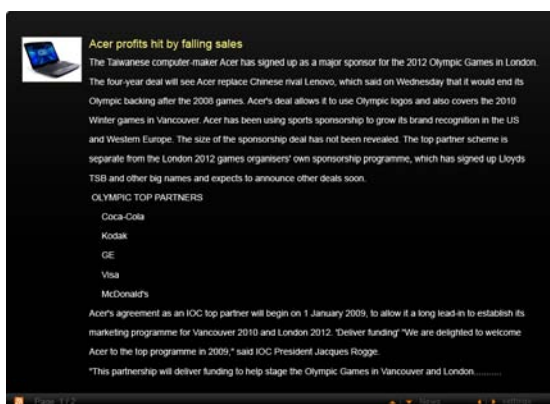 Acer profits hit by falling sales
The Taiwanese computer-maker Acer has signed up as a major sponsor for the 2012 Olympic Games in London.
The four-year deal will see Acer replace Chinese rival Lenovo, which said on Wednesday that it would end its
Olympic backing after the 2008 games. Acer's deal allows it to use Olympic logos and also covers the 2010
Winter games in Vancouver. Acer has been using sports sponsorship to grow its brand recognition in the US
and Western Europe. The size of the sponsorship deal has not been revealed. The top partner scheme is
separate from the London 2012 games organisers' own sponsorship programme, which has signed up Lloyds
TSB and other big names and expects to announce other deals soon.
OLYMPIC TOP PARTNERS
Coca-Cola
Kodak
GE
Visa
McDonald's
Acer's agreement as an IOC top partner will begin on 1 January 2009, to allow it a long lead-in to establish its
marketing programme for Vancouver 2010 and London 2012. 'Deliver funding' "We are delighted to welcome
Acer to the top programme in 2009," said IOC President Jacques Rogge.
"This partnership will deliver funding to help stage the Olympic Games in Vancouver and London..........
Page 1 / 2 News settings